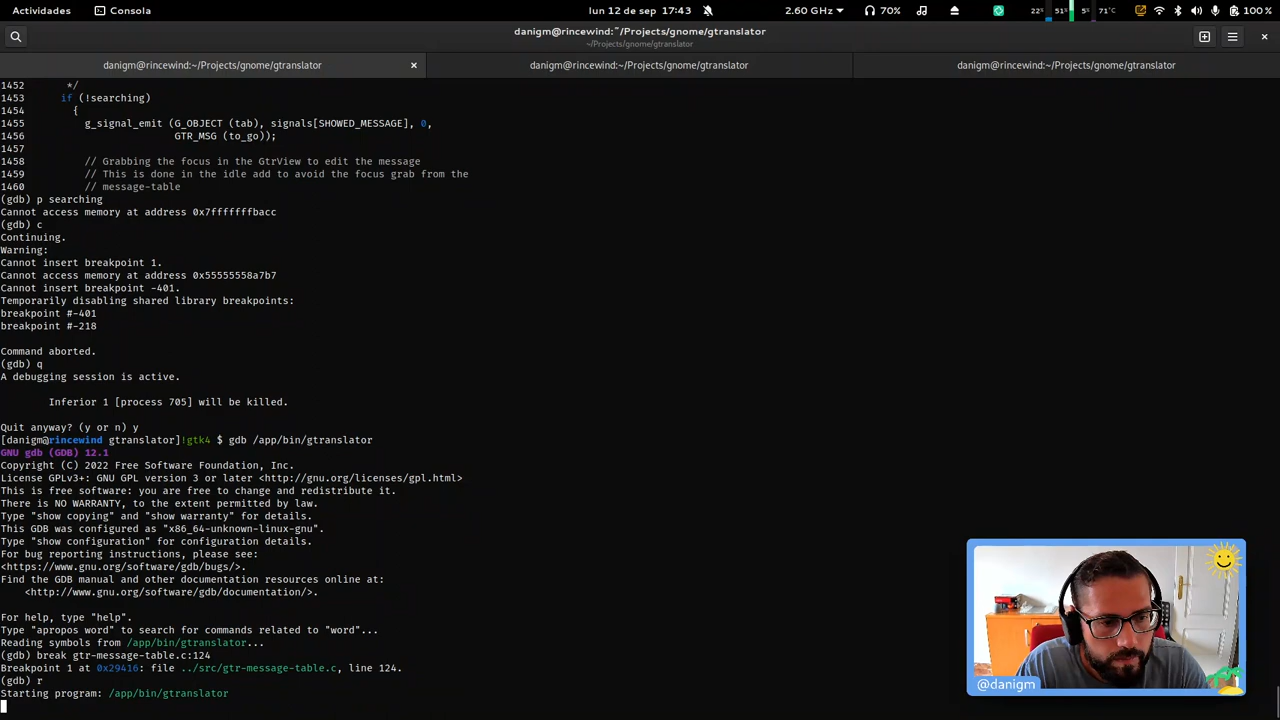 Actividades
Consola
lun 12 de sep 17:43
2.60 GHz
70%
22%
51%
5%
71°C
100 %
danigm@rincewind:~/Projects/gnome/gtranslator
~/Projects/gnome/gtranslator
danigm@rincewind:~/Projects/gnome/gtranslator
danigm@rincewind:~/Projects/gnome/gtranslator
danigm@rincewind:~/Projects/gnome/gtranslator
1452       */
1453      if (!searching)
1454        {
1455          g_signal_emit (G_OBJECT (tab), signals[SHOWED_MESSAGE], 0,
1456                         GTR_MSG (to_go));
1457
1458          // Grabbing the focus in the GtrView to edit the message
1459          // This is done in the idle add to avoid the focus grab from the
1460          // message-table
(gdb) p searching
Cannot access memory at address 0x7fffffffbacc
(gdb) c
Continuing.
Warning:
Cannot insert breakpoint 1.
Cannot access memory at address 0x55555558a7b7
Cannot insert breakpoint -401.
Temporarily disabling shared library breakpoints:
breakpoint #-401
breakpoint #-218
Command aborted.
(gdb) q
A debugging session is active.
Inferior 1 [process 705] will be killed.
Quit anyway? (y or n) y
[danigm@rincewind gtranslator]!gtk4 $ gdb /app/bin/gtranslator
GNU gdb (GDB) 12.1
Copyright (C) 2022 Free Software Foundation, Inc.
License GPLv3+: GNU GPL version 3 or later <http://gnu.org/licenses/gpl.html>
This is free software: you are free to change and redistribute it.
There is NO WARRANTY, to the extent permitted by law.
Type "show copying" and "show warranty" for details.
This GDB was configured as "x86_64-unknown-linux-gnu".
Type "show configuration" for configuration details.
For bug reporting instructions, please see:
<https://www.gnu.org/software/gdb/bugs/>.
Find the GDB manual and other documentation resources online at:
<http://www.gnu.org/software/gdb/documentation/>.
For help, type "help".
Type "apropos word" to search for commands related to "word"...
Reading symbols from /app/bin/gtranslator...
(gdb) break gtr-message-table.c:124
Breakpoint 1 at 0x29416: file ../src/gtr-message-table.c, line 124.
(gdb) r
Starting program: /app/bin/gtranslator
@danigm